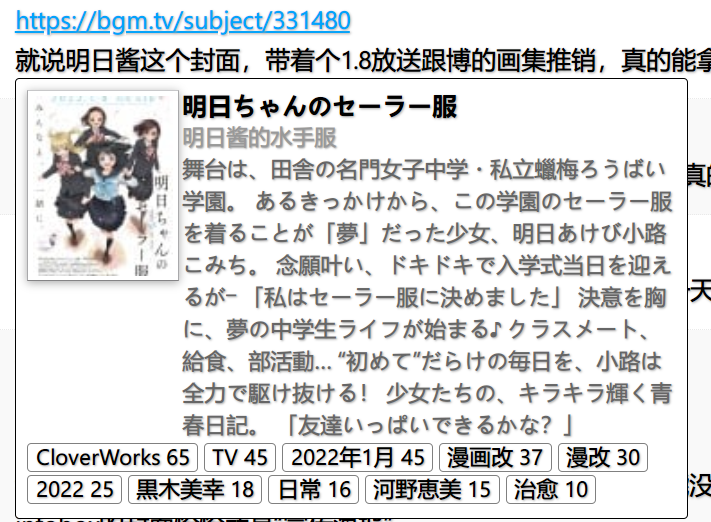 https://bgm.tv/subject/331480
就说明日酱这个封面，带着个1.8放送跟博的画集推销，真的能拿
明日ちゃんのセーラー服
明日酱的水手服
舞台は、田舎の名門女子中学・私立蠟梅ろうばい
学園。 あるきっかけから、この学園のセーラー服
を着ることが「夢」だった少女、明日あけび小路
こみち。 念願叶い、ドキドキで入学式当日を迎え
るが− 「私はセーラー服に決めました」 決意を胸
に、夢の中学生ライフが始まる♪ クラスメート、
給食、部活動... “初めて”だらけの毎日を、小路は
全力で駆け抜ける！ 少女たちの、キラキラ輝く青
春日記。 「友達いっぱいできるかな？」
CloverWorks 65 TV 45 2022年1月 45 漫画改 37 漫改 30
2022 25 黒木美幸 18 日常 16 河野恵美 15 治愈 10
みんなと、一緒に
明日ちゃんの
セーラー服
真的
天
没